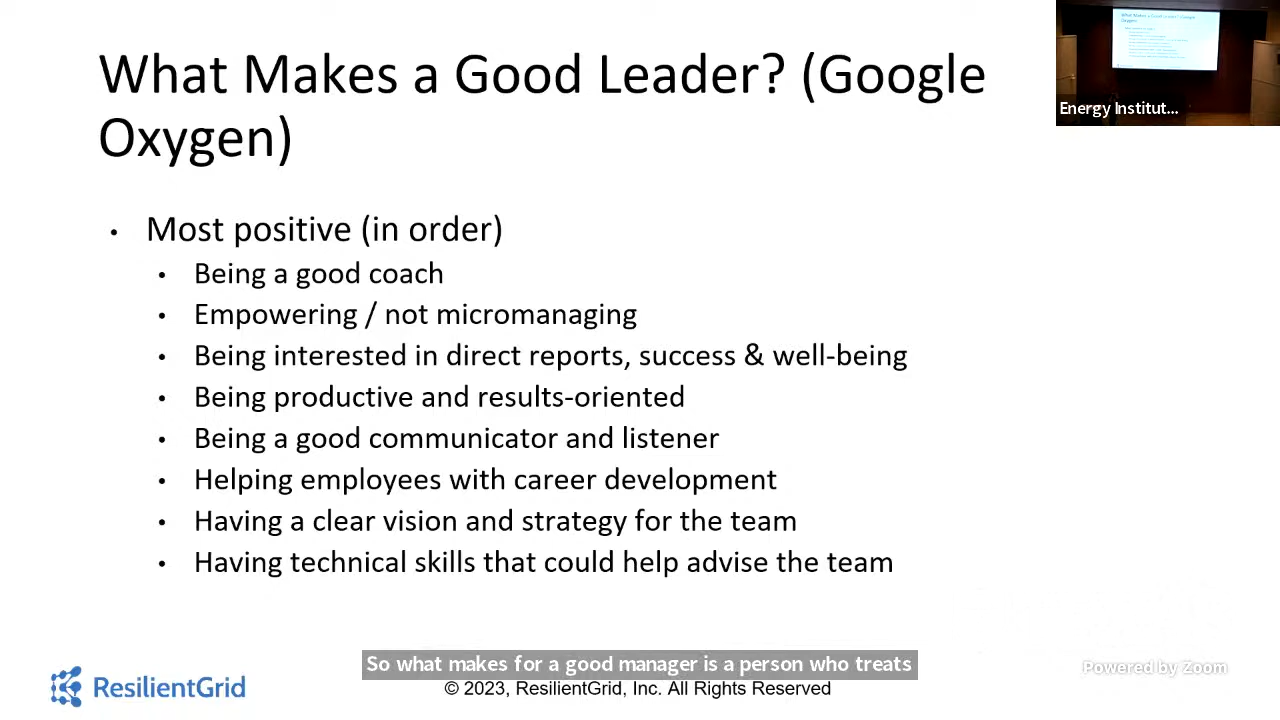 What Makes a Good Leader? (Google
Oxygen)
Energy Institut...
• Most positive (in order)
• Being a good coach
• Empowering / not micromanaging
• Being interested in direct reports, success & well-being
• Being productive and results-oriented
• Being a good communicator and listener
• Helping employees with career development
• Having a clear vision and strategy for the team
• Having technical skills that could help advise the team
So what makes for a good manager is a person who treats
ResilientGrid
© 2023, ResilientGrid, Inc. All Rights Reserved
Powered by Zoom